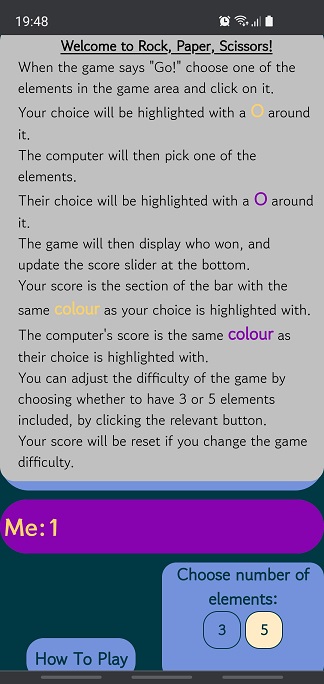 19:48
Welcome to Rock, Paper, Scissors!
When the game says "Go!" choose one of the
elements in the game area and click on it.
Your choice will be highlighted with a O around
it.
The computer will then pick one of the
elements.
Their choice will be highlighted with a O around
it.
The game will then display who won, and
update the score slider at the bottom.
Your score is the section of the bar with the
same colour as your choice is highlighted with.
The computer's score is the same colour as
their choice is highlighted with.
You can adjust the difficulty of the game by
choosing whether to have 3 or 5 elements
included, by clicking the relevant button.
Your score will be reset if you change the game
difficulty.
Me:1
Choose number of
elements:
3 5
How To Play